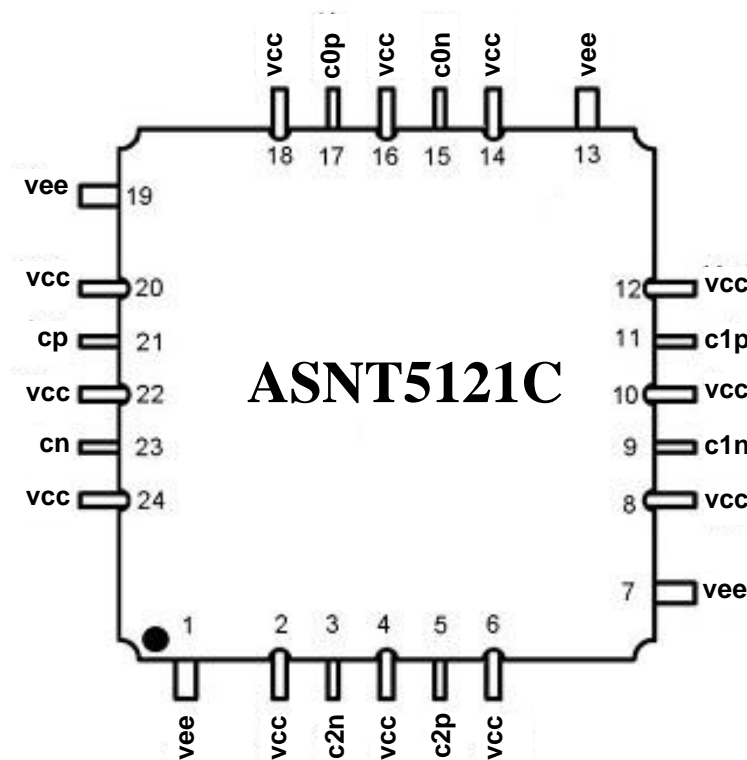 vcc c0p vcc c0n vcc vee
18 17 16 15 14 13
vee 19
vcc 20 12 vcc
cp 21 11 c1p
ASNT5121C
vcc 22 10 vcc
cn 23 9 c1n
vcc 24 8 vcc
7 vee
1 2 3 4 5 6
vee vcc c2n vcc c2p vcc